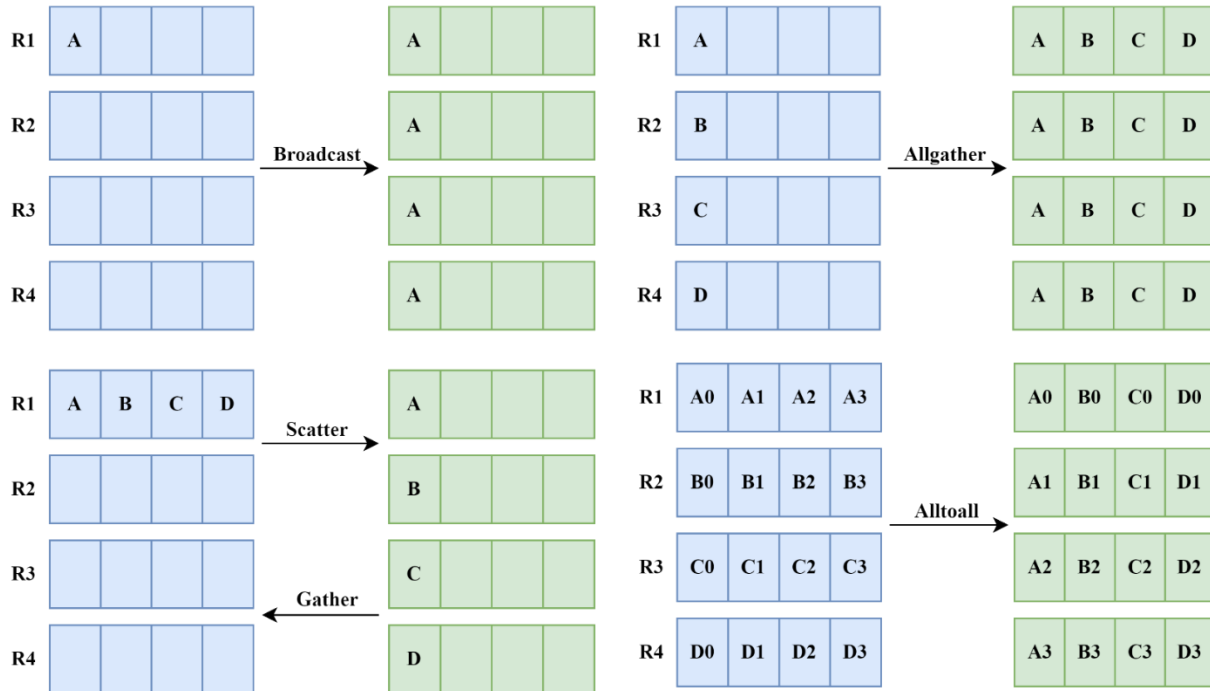 R1 A A
R2 A
Broadcast
R3 A
R4 A
R1 A A B C D
R2 B A B C D
Allgather
R3 C A B C D
R4 D A B C D
R1 A B C D A
Scatter
R2 B
R3 C
Gather
R4 D
R1 A0 A1 A2 A3 A0 B0 C0 D0
R2 B0 B1 B2 B3 A1 B1 C1 D1
Alltoall
R3 C0 C1 C2 C3 A2 B2 C2 D2
R4 D0 D1 D2 D3 A3 B3 C3 D3